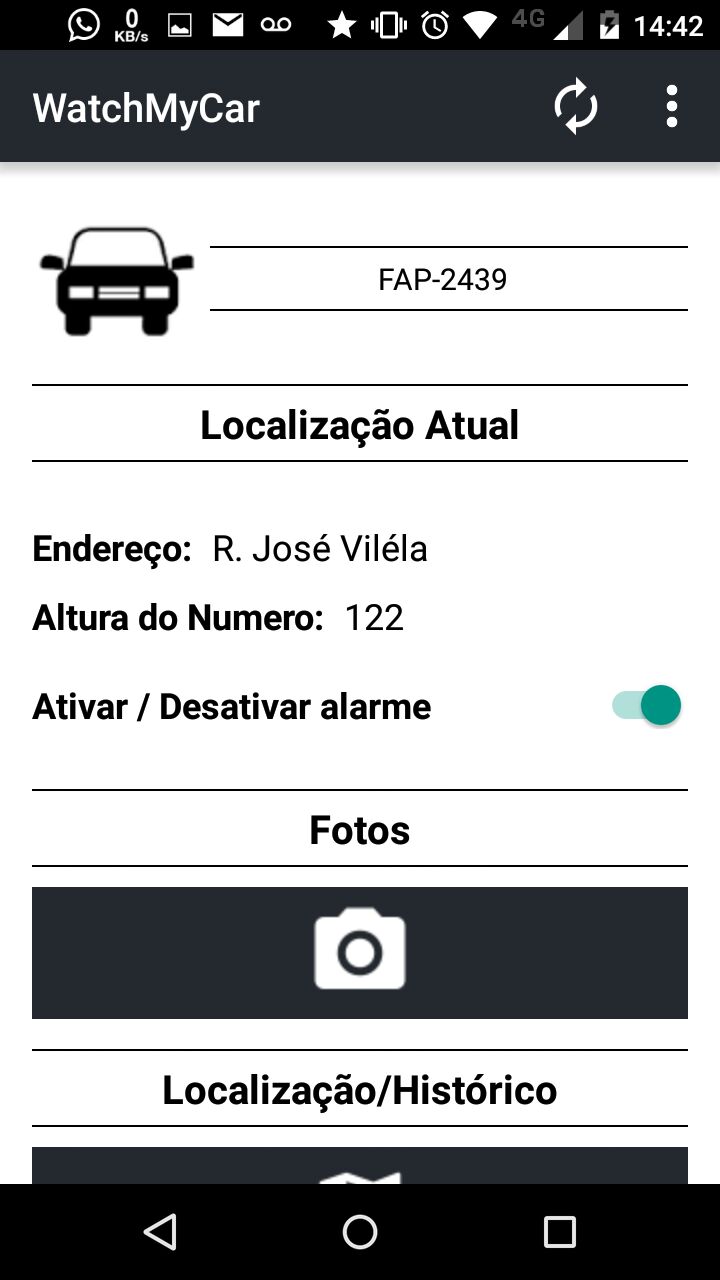 0
KB/s
4G
14:42
WatchMyCar
FAP-2439
Localização Atual
Endereço: R. José Viléla
Altura do Numero: 122
Ativar / Desativar alarme
Fotos
Localização/Histórico